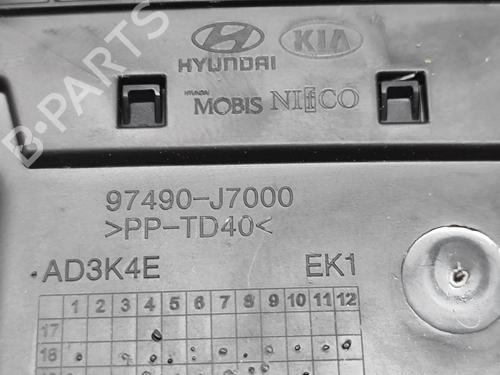 HYUNDAI KIA
HYUNDAI
MOBIS NIfCO
B-PARTS
97490-J7000
>PP-TD40<
AD3K4E EK1
1 2 3 4 5 6 7 8 9 10 11 12
17
18